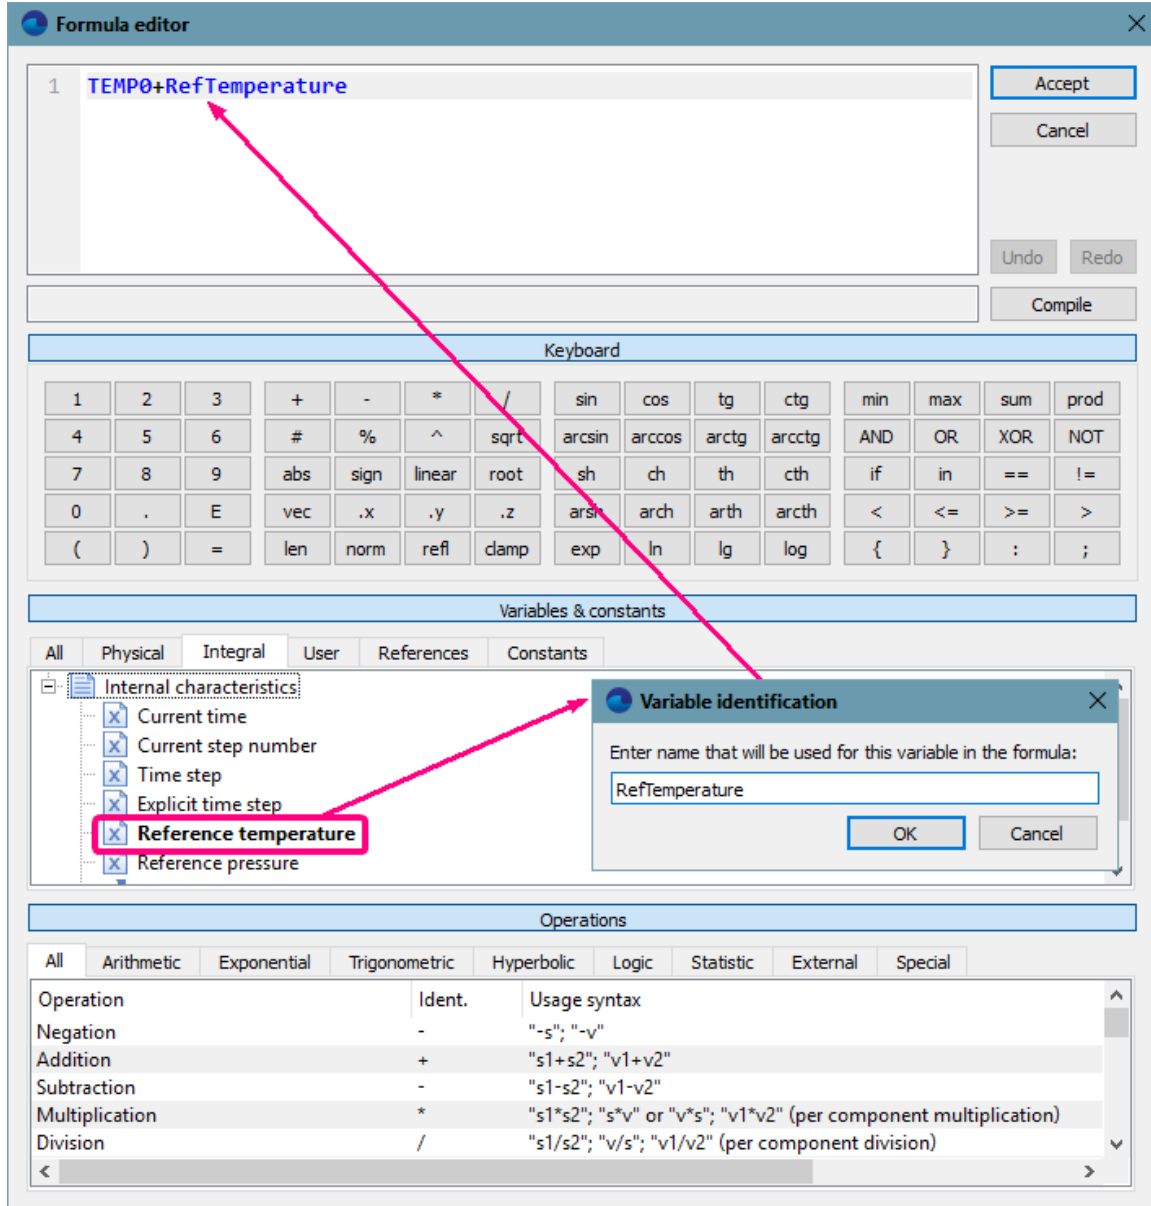 Formula editor
1 TEMP0+RefTemperature
Accept
Cancel
Undo Redo
Compile
Keyboard
1 2 3 + - * / sin cos tg ctg min max sum prod
4 5 6 # % ^ sqrt arcsin arccos arctg arcctg AND OR XOR NOT
7 8 9 abs sign linear root sh ch th cth if in == !=
0 . E vec .x .y .z arsh arch arth arcth < <= >= >
( ) = len norm refl clamp exp ln lg log { } : ;
Variables & constants
All Physical Integral User References Constants
Internal characteristics
Current time
Current step number
Time step
Explicit time step
Reference temperature
Reference pressure
Variable identification
Enter name that will be used for this variable in the formula:
RefTemperature
OK Cancel
Operations
All Arithmetic Exponential Trigonometric Hyperbolic Logic Statistic External Special
Operation Ident. Usage syntax
Negation - "-s"; "-v"
Addition + "s1+s2"; "v1+v2"
Subtraction - "s1-s2"; "v1-v2"
Multiplication * "s1*s2"; "s*v" or "v*s"; "v1*v2" (per component multiplication)
Division / "s1/s2"; "v/s"; "v1/v2" (per component division)